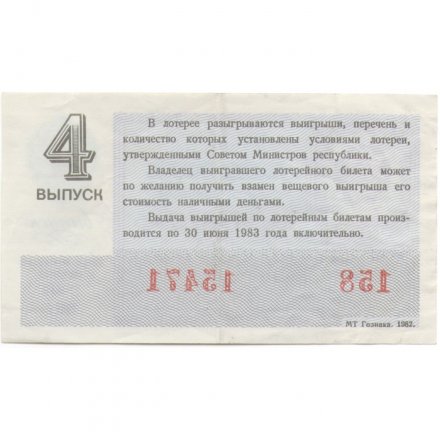 4
ВЫПУСК
В лотерее разыгрываются выигрыши, перечень и
количество которых установлены условиями лотереи,
утвержденными Советом Министров республики.
Владелец выигравшего лотерейного билета может
по желанию получить взамен вещевого выигрыша его
стоимость наличными деньгами.
Выдача выигрышей по лотерейным билетам произ-
водится по 30 июня 1983 года включительно.
158 15471
МТ Гознака. 1982.